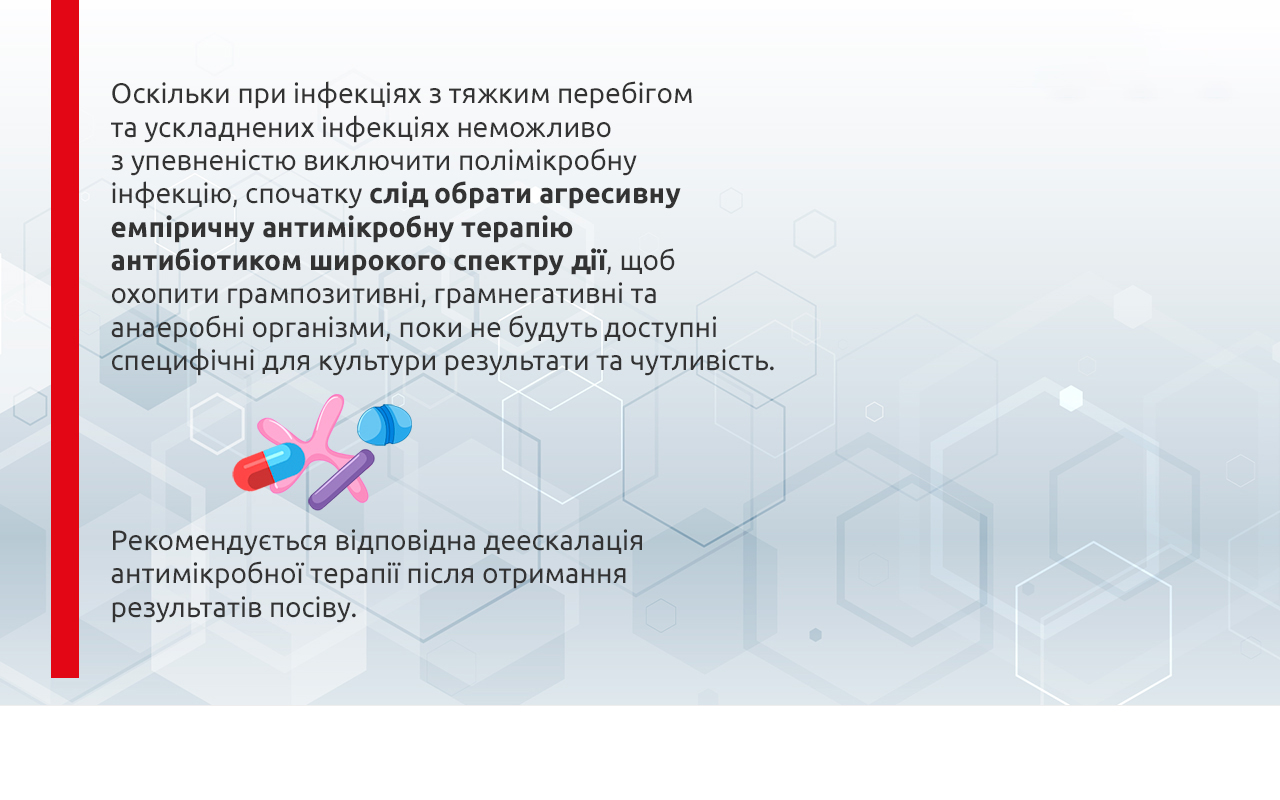 Оскільки при інфекціях з тяжким перебігом
та ускладнених інфекціях неможливо
з упевненістю виключити полімікробну
інфекцію, спочатку слід обрати агресивну
емпіричну антимікробну терапію
антибіотиком широкого спектру дії, щоб
охопити грампозитивні, грамнегативні та
анаеробні організми, поки не будуть доступні
специфічні для культури результати та чутливість.
Рекомендується відповідна деескалація
антимікробної терапії після отримання
результатів посіву.